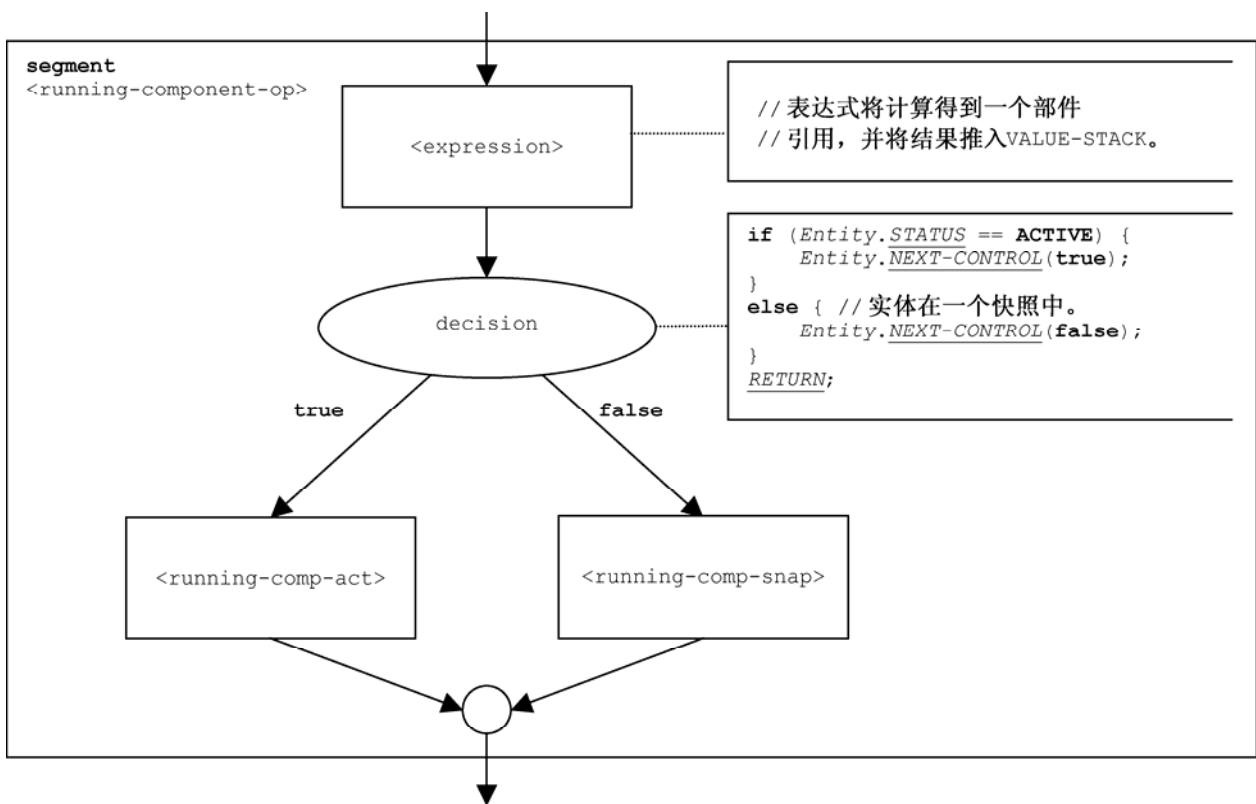 segment
<running-component-op>
<expression>
// 表达式将计算得到一个部件
// 引用，并将结果推入VALUE-STACK。
decision
if (Entity.STATUS == ACTIVE) {
Entity.NEXT-CONTROL(true);
}
else { // 实体在一个快照中。
Entity.NEXT-CONTROL(false);
}
RETURN;
true
false
<running-comp-act>
<running-comp-snap>